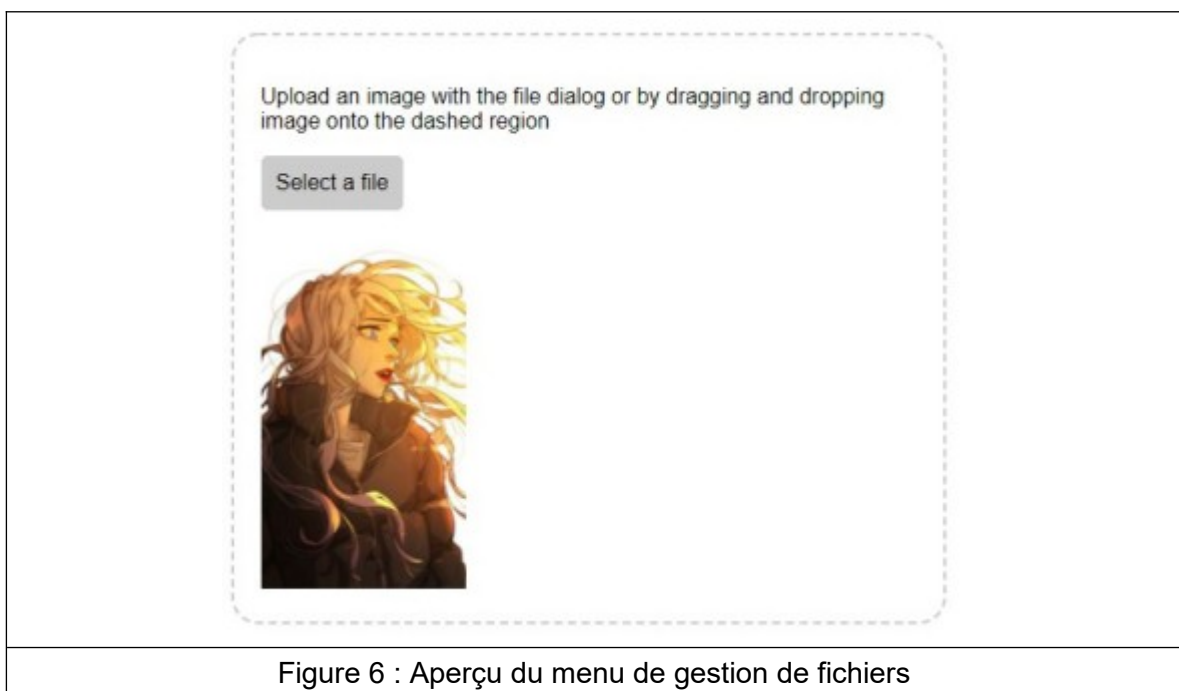 Upload an image with the file dialog or by dragging and dropping
image onto the dashed region
Select a file
Figure 6 : Aperçu du menu de gestion de fichiers